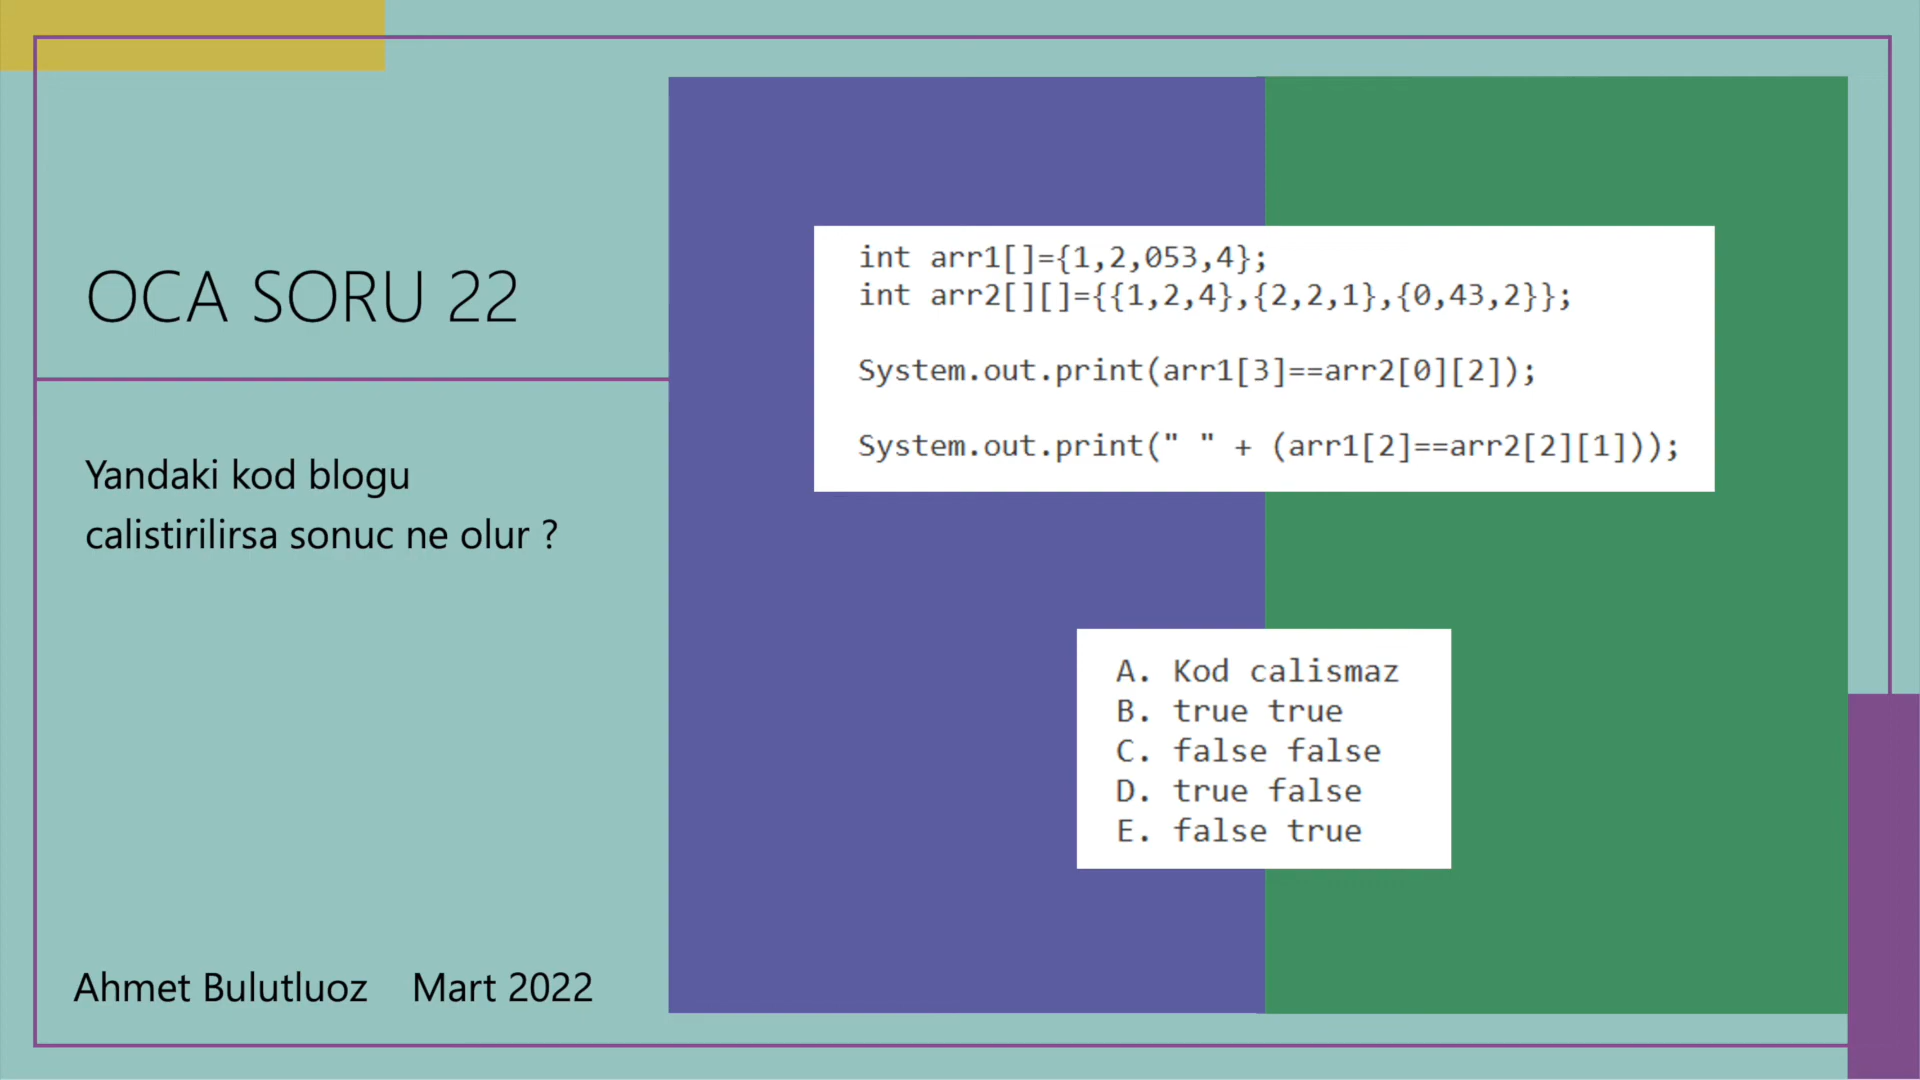 OCA SORU 22
Yandaki kod blogu
calistirilirsa sonuc ne olur ?
int arr1[]={1,2,053,4};
int arr2[][]={{1,2,4},{2,2,1},{0,43,2}};
System.out.print(arr1[3]==arr2[0][2]);
System.out.print(" " + (arr1[2]==arr2[2][1]));
A. Kod calismaz
B. true true
C. false false
D. true false
E. false true
Ahmet Bulutluoz Mart 2022